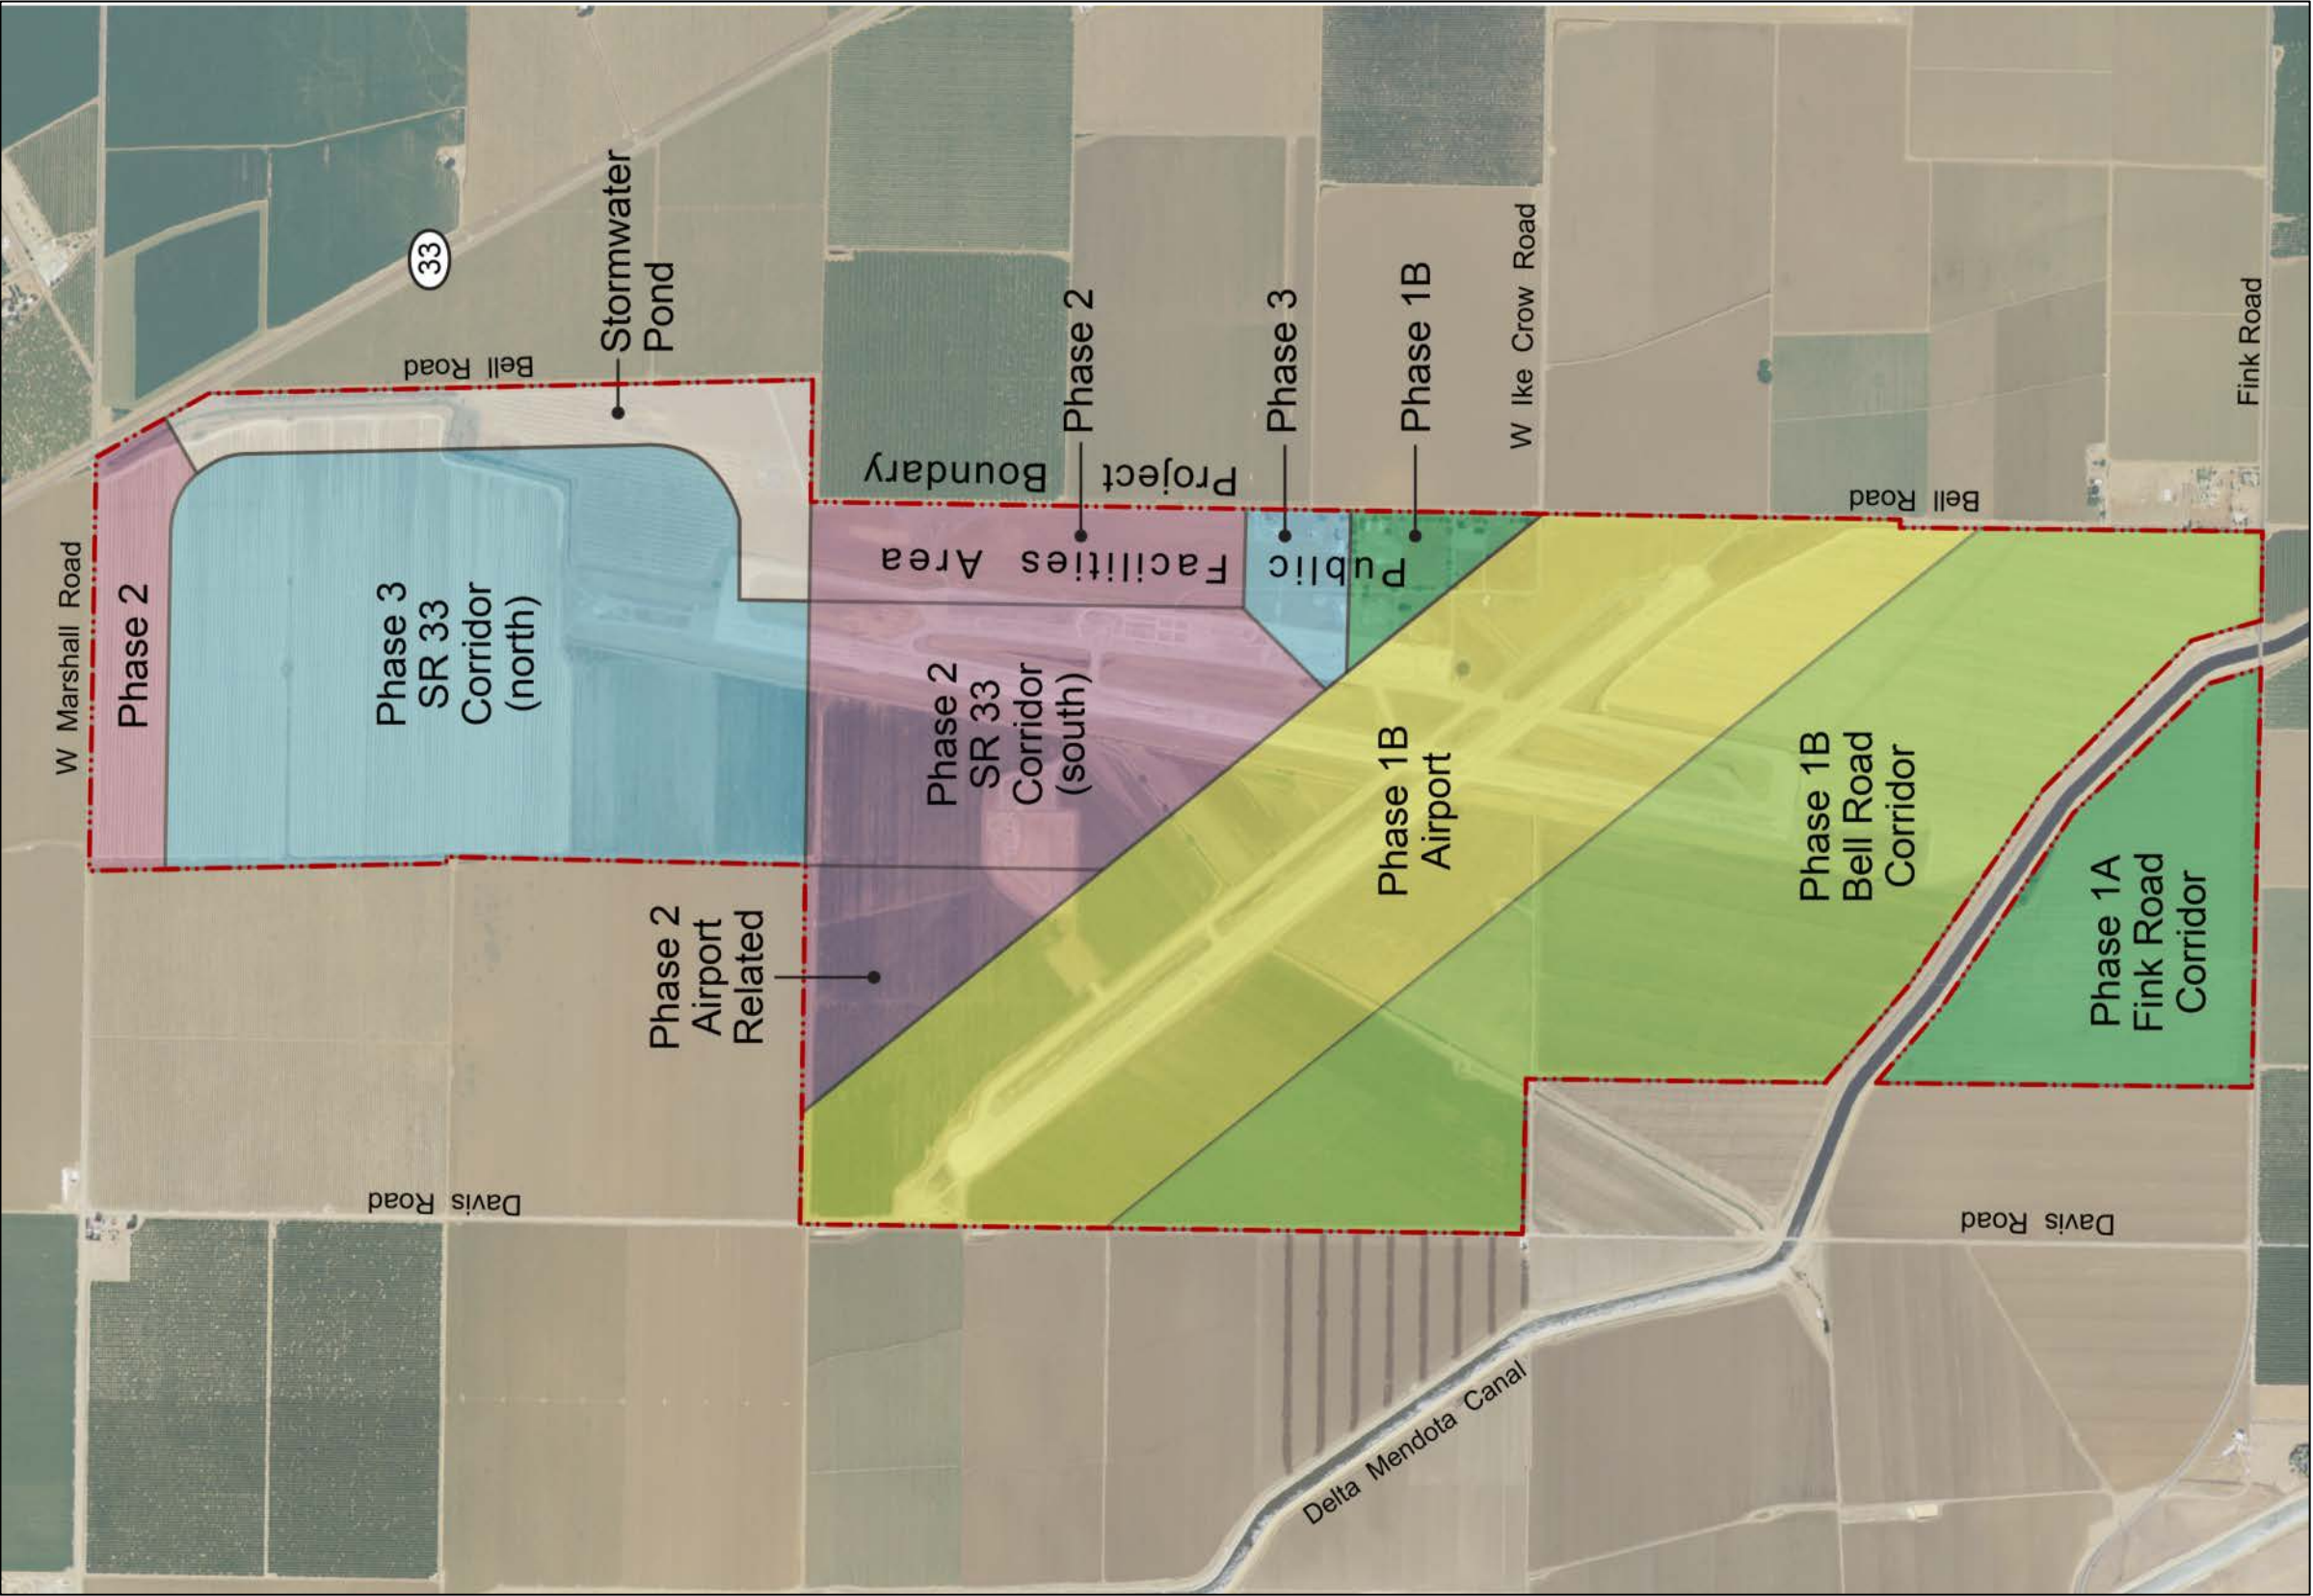 W Marshall Road
Phase 2
Phase 3
SR 33
Corridor
(north)
33
Bell Road
Stormwater
Pond
Davis Road
Phase 2
Airport
Related
Phase 2
SR 33
Corridor
(south)
Project Boundary
Public Facilities Area
Phase 2
Phase 3
Phase 1B
W Ike Crow Road
Phase 1B
Airport
Delta Mendota Canal
Phase 1B
Bell Road
Corridor
Bell Road
Phase 1A
Fink Road
Corridor
Davis Road
Fink Road